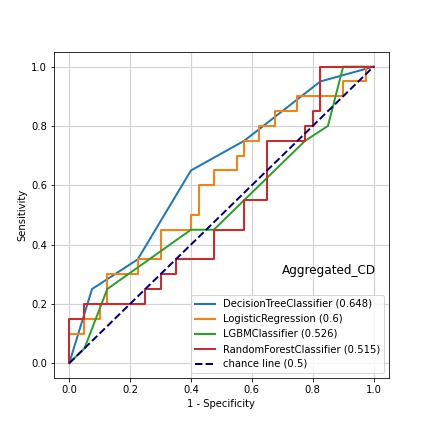 1.0
0.8
0.6
0.4
0.2
0.0
Sensitivity
Aggregated_CD
DecisionTreeClassifier (0.648)
LogisticRegression (0.6)
LGBMClassifier (0.526)
RandomForestClassifier (0.515)
chance line (0.5)
0.0 0.2 0.4 0.6 0.8 1.0
1 - Specificity